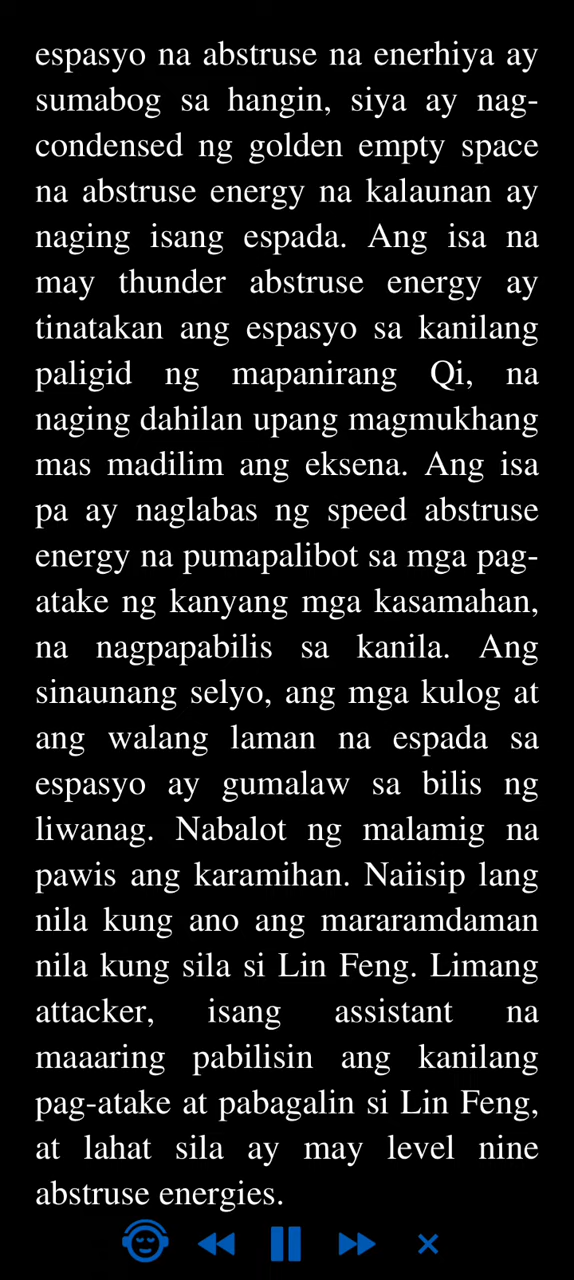 espasyo na abstruse na enerhiya ay
sumabog sa hangin, siya ay nag-
condensed ng golden empty space
na abstruse energy na kalaunan ay
naging isang espada. Ang isa na
may thunder abstruse energy ay
tinatakan ang espasyo sa kanilang
paligid ng mapanirang Qi, na
naging dahilan upang magmukhang
mas madilim ang eksena. Ang isa
pa ay naglabas ng speed abstruse
energy na pumapalibot sa mga pag-
atake ng kanyang mga kasamahan,
na nagpapabilis sa kanila. Ang
sinaunang selyo, ang mga kulog at
ang walang laman na espada sa
espasyo ay gumalaw sa bilis ng
liwanag. Nabalot ng malamig na
pawis ang karamihan. Naiisip lang
nila kung ano ang mararamdaman
nila kung sila si Lin Feng. Limang
attacker, isang assistant na
maaaring pabilisin ang kanilang
pag-atake at pabagalin si Lin Feng,
at lahat sila ay may level nine
abstruse energies.